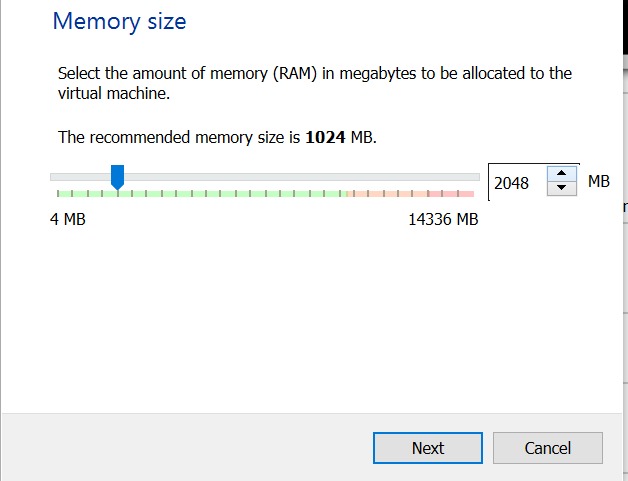 Memory size
Select the amount of memory (RAM) in megabytes to be allocated to the
virtual machine.
The recommended memory size is 1024 MB.
2048 MB
4 MB 14336 MB
Next Cancel